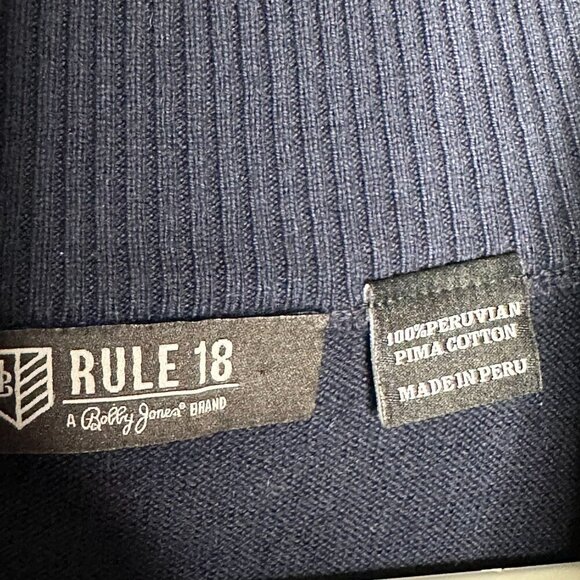 RULE 18
A Bobby Jones® BRAND
100% PERUVIAN
PIMA COTTON
MADE IN PERU